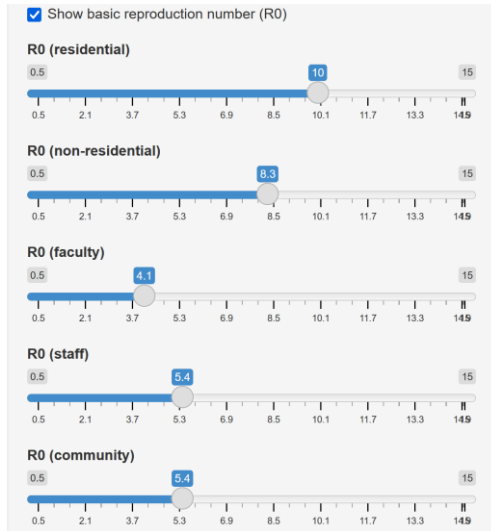 Show basic reproduction number (R0)
R0 (residential)
0.5 10 15
0.5 2.1 3.7 5.3 6.9 8.5 10.1 11.7 13.3
R0 (non-residential)
0.5 8.3 15
0.5 2.1 3.7 5.3 6.9 8.5 10.1 11.7 13.3
R0 (faculty)
0.5 4.1 15
0.5 2.1 3.7 5.3 6.9 8.5 10.1 11.7 13.3
R0 (staff)
0.5 5.4 15
0.5 2.1 3.7 5.3 6.9 8.5 10.1 11.7 13.3
R0 (community)
0.5 5.4 15
0.5 2.1 3.7 5.3 6.9 8.5 10.1 11.7 13.3